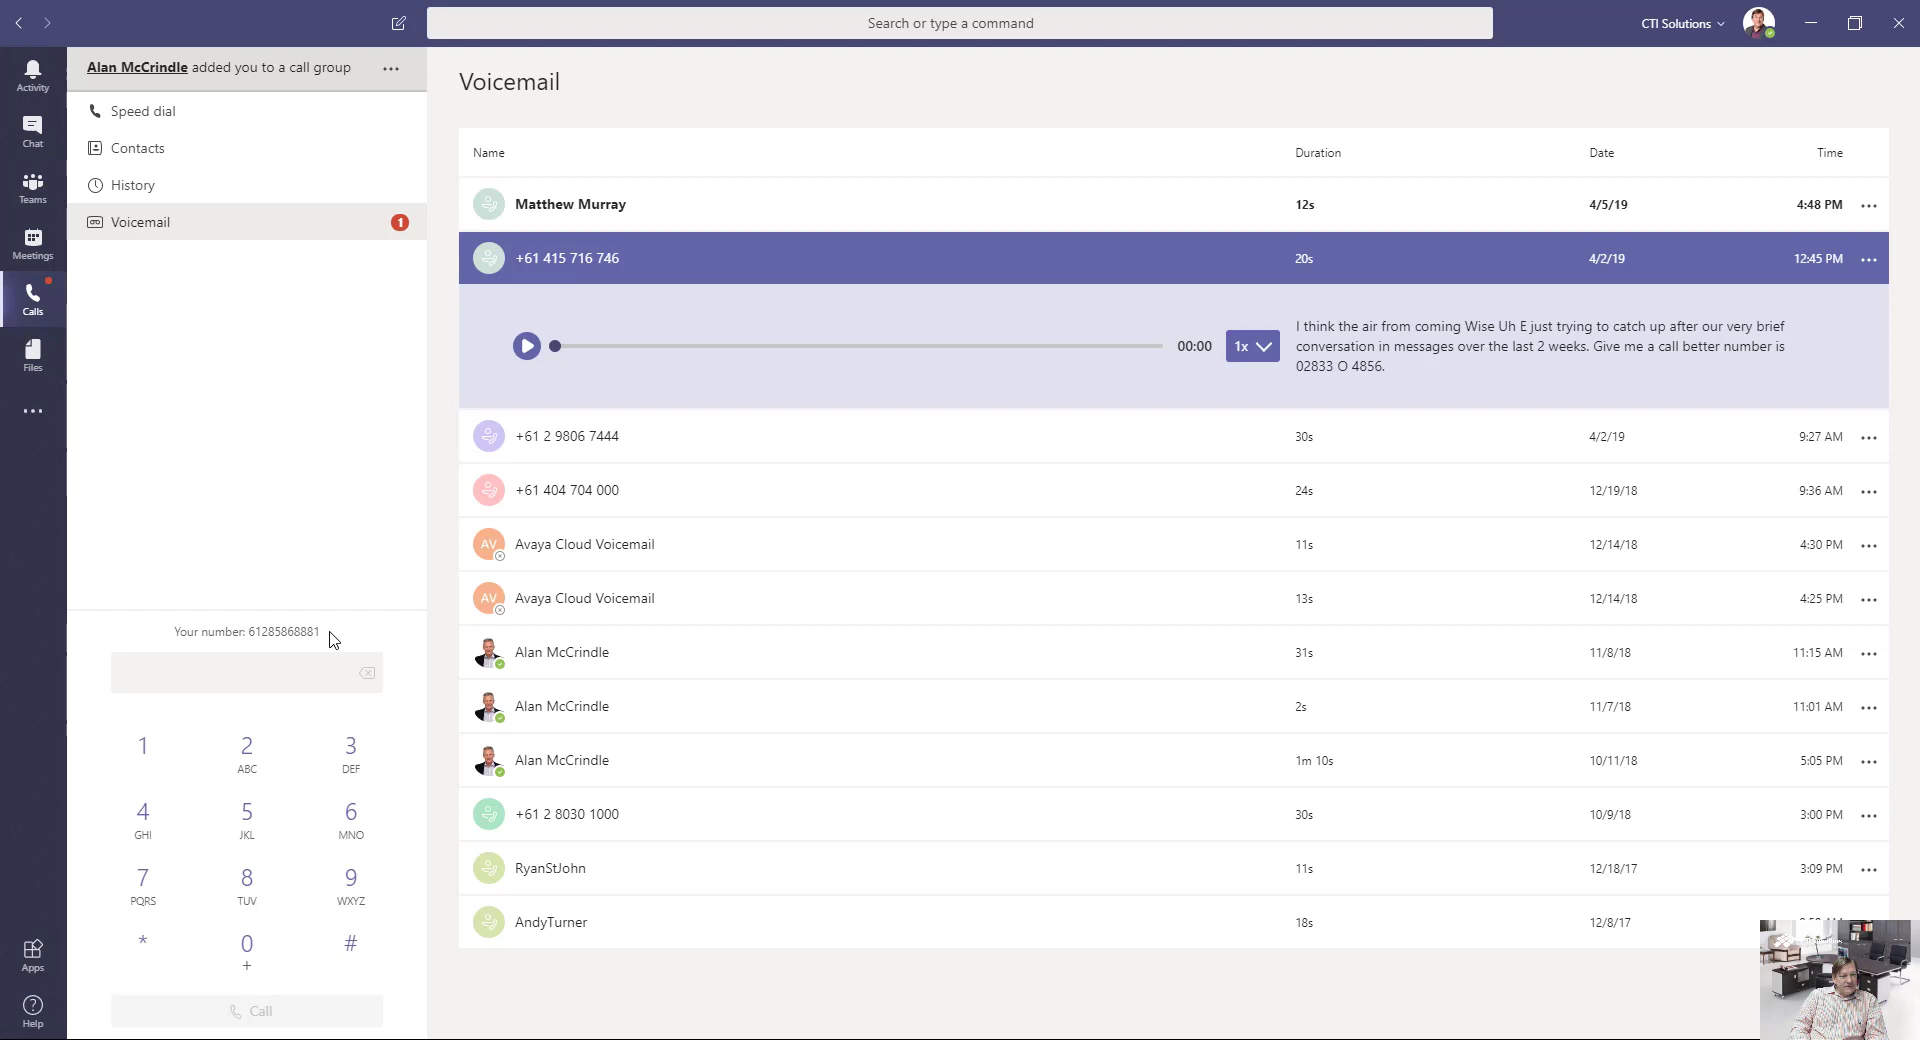 Search or type a command
CTI Solutions
Activity
Chat
Teams
Meetings
Calls
Files
Apps
Help
Alan McCrindle added you to a call group
Speed dial
Contacts
History
Voicemail 1
Your number: 61285868881
1
2 ABC
3 DEF
4 GHI
5 JKL
6 MNO
7 PQRS
8 TUV
9 WXYZ
*
0 +
#
Call
Voicemail
Name Duration Date Time
Matthew Murray 12s 4/5/19 4:48 PM
+61 415 716 746 20s 4/2/19 12:45 PM
00:00 1x
I think the air from coming Wise Uh E just trying to catch up after our very brief
conversation in messages over the last 2 weeks. Give me a call better number is
02833 O 4856.
+61 2 9806 7444 30s 4/2/19 9:27 AM
+61 404 704 000 24s 12/19/18 9:36 AM
AV Avaya Cloud Voicemail 11s 12/14/18 4:30 PM
AV Avaya Cloud Voicemail 13s 12/14/18 4:25 PM
Alan McCrindle 31s 11/8/18 11:15 AM
Alan McCrindle 2s 11/7/18 11:01 AM
Alan McCrindle 1m 10s 10/11/18 5:05 PM
+61 2 8030 1000 30s 10/9/18 3:00 PM
RyanStJohn 11s 12/18/17 3:09 PM
AndyTurner 18s 12/8/17